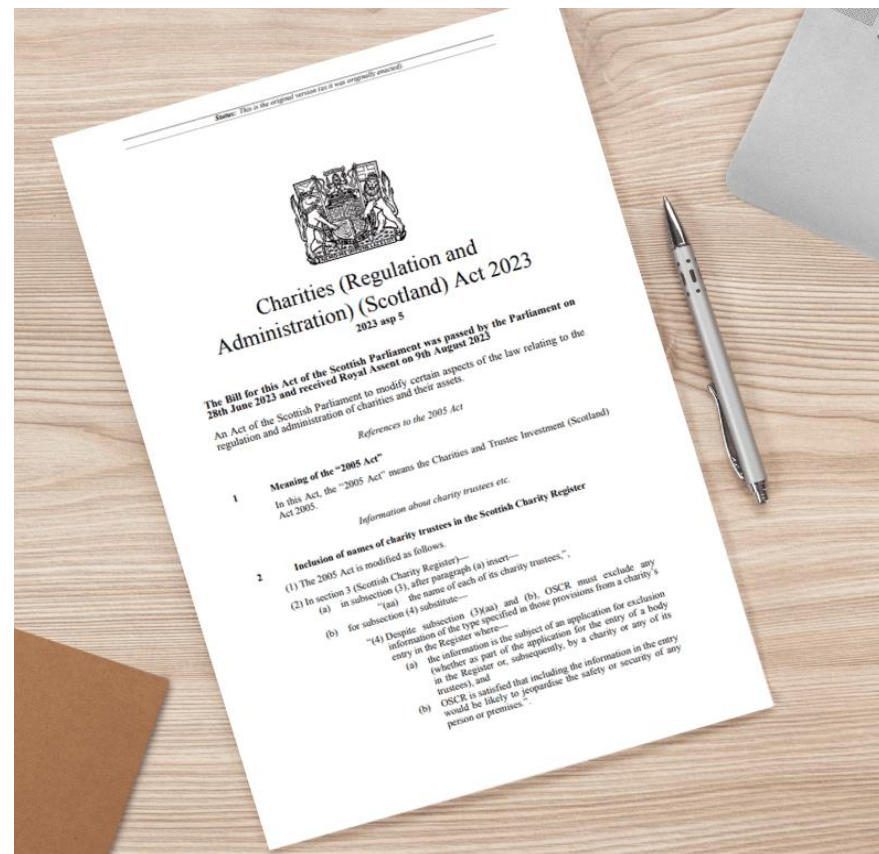 Status: This is the original version (as it was originally enacted).
Charities (Regulation and
Administration) (Scotland) Act 2023
2023 asp 5
The Bill for this Act of the Scottish Parliament was passed by the Parliament on
28th June 2023 and received Royal Assent on 9th August 2023
An Act of the Scottish Parliament to modify certain aspects of the law relating to the
regulation and administration of charities and their assets.
References to the 2005 Act
1 Meaning of the “2005 Act”
In this Act, the “2005 Act” means the Charities and Trustee Investment (Scotland)
Act 2005.
Information about charity trustees etc.
2 Inclusion of names of charity trustees in the Scottish Charity Register
(1) The 2005 Act is modified as follows.
(2) In section 3 (Scottish Charity Register)—
(a) in subsection (3), after paragraph (a) insert—
“(aa) the name of each of its charity trustees,”,
(b) for subsection (4) substitute—
“(4) Despite subsection (3)(aa) and (b), OSCR must exclude any
information of the type specified in those provisions from a charity’s
entry in the Register where—
(a) the information is the subject of an application for exclusion
(whether as part of the application for the entry of a body
in the Register or, subsequently, by a charity or any of its
trustees), and
(b) OSCR is satisfied that including the information in the entry
would be likely to jeopardise the safety or security of any
person or premises.”.